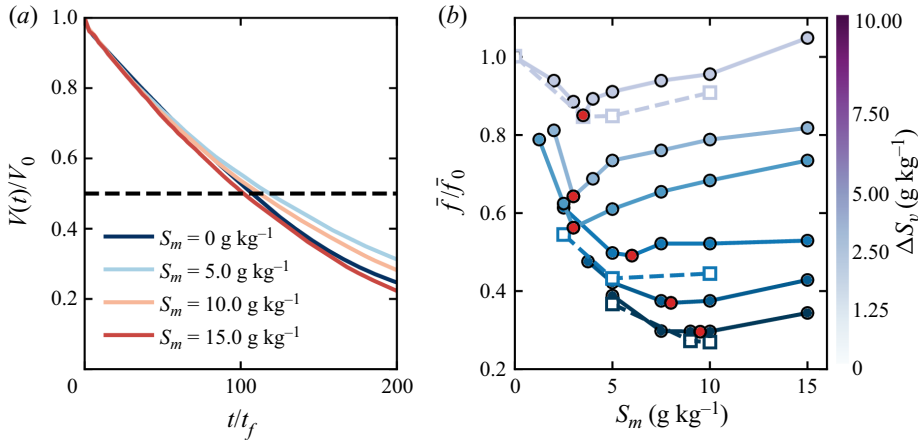 (a)
1.0
0.8
0.6
0.4
0.2
0
100
200
V(t)/V₀
t/t_f
S_m = 0 g kg⁻¹
S_m = 5.0 g kg⁻¹
S_m = 10.0 g kg⁻¹
S_m = 15.0 g kg⁻¹
(b)
1.0
0.8
0.6
0.4
0.2
0
5
10
15
f̄/f̄₀
S_m (g kg⁻¹)
10.00
7.50
5.00
2.50
1.25
0
ΔS_v (g kg⁻¹)